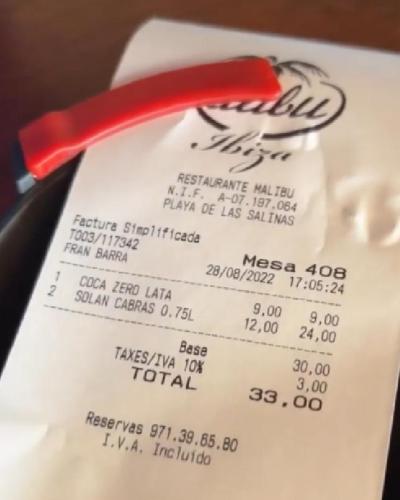 Malibu
Ibiza
RESTAURANTE MALIBU
N.I.F. A-07.197.064
PLAYA DE LAS SALINAS
Factura Simplificada
T003/117342 Mesa 408
FRAN BARRA 28/08/2022 17:05:24
1 COCA ZERO LATA 9,00 9,00
2 SOLAN CABRAS 0.75L 12,00 24,00
Base 30,00
TAXES/IVA 10% 3,00
TOTAL 33,00
Reservas 971.39.65.80
I.V.A. Incluido